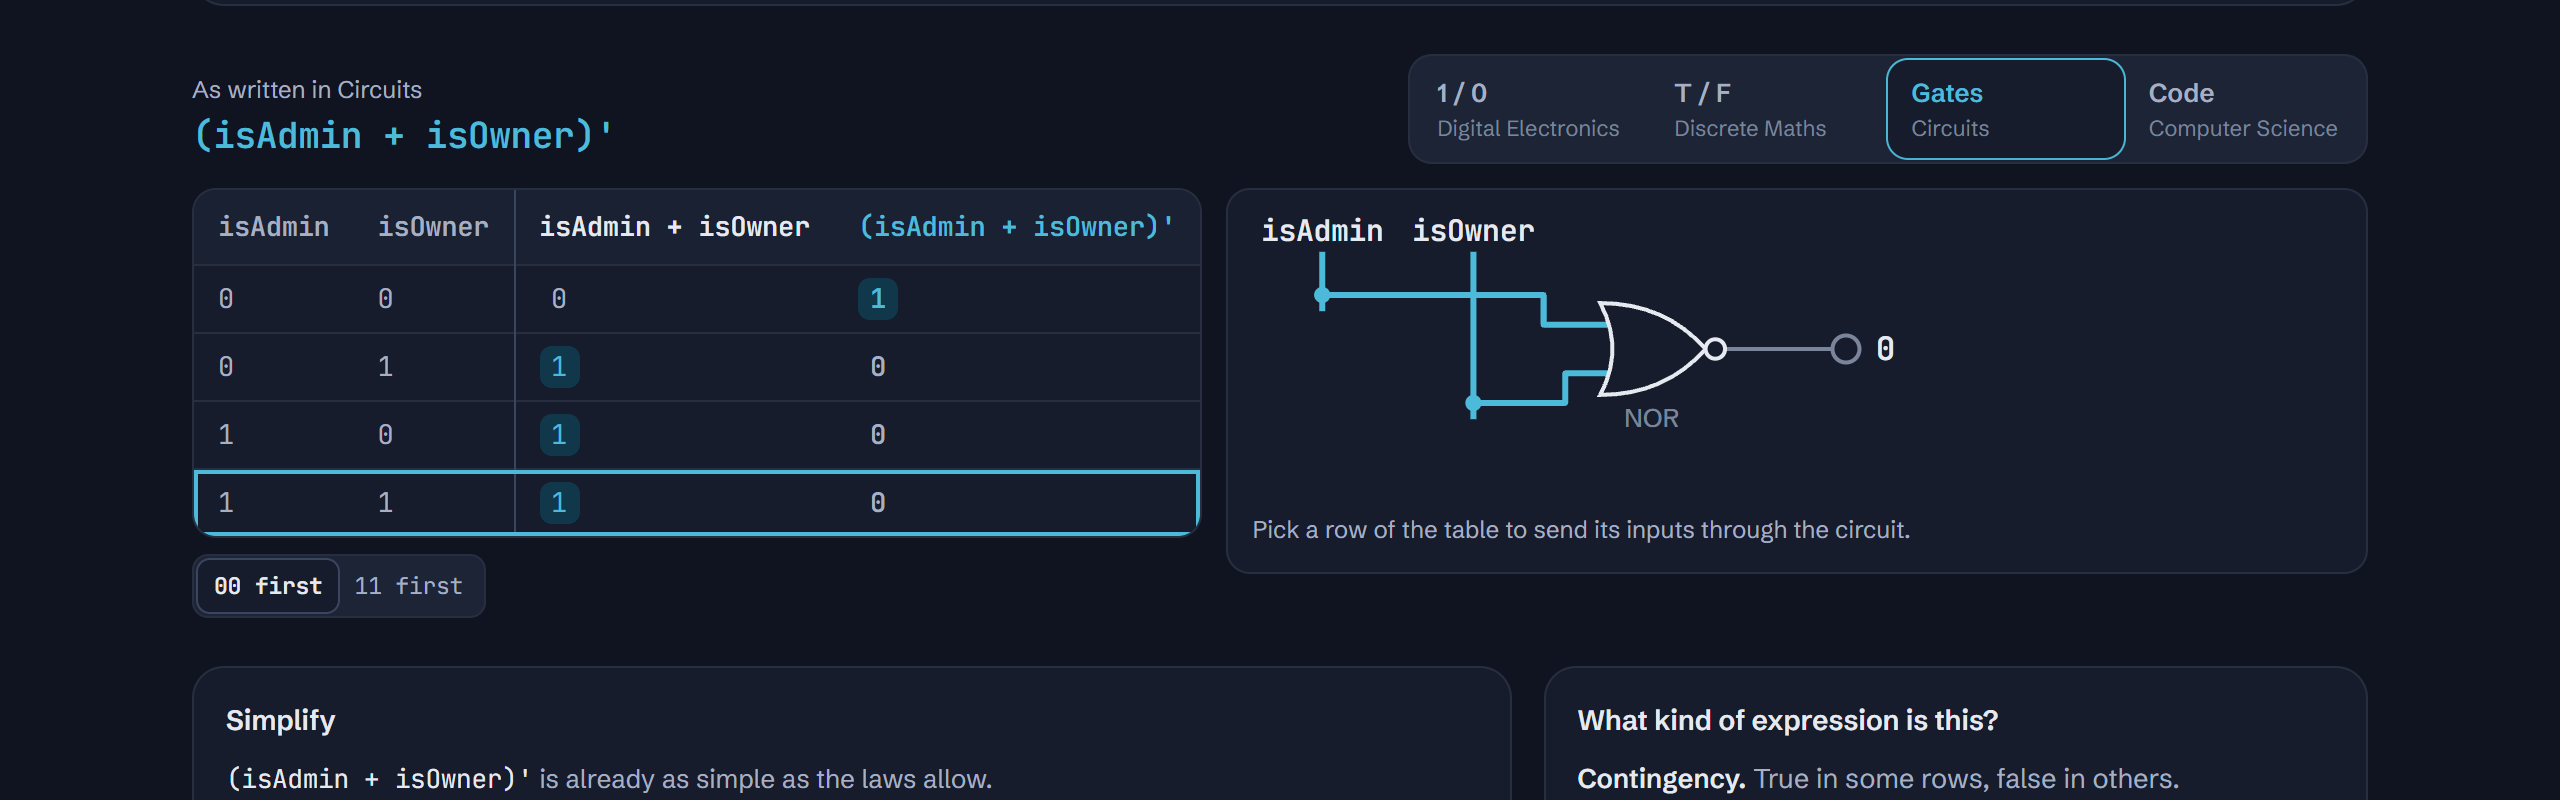 As written in Circuits
(isAdmin + isOwner)'
1 / 0
Digital Electronics
T / F
Discrete Maths
Gates
Circuits
Code
Computer Science
isAdmin isOwner isAdmin + isOwner (isAdmin + isOwner)'
0 0 0 1
0 1 1 0
1 0 1 0
1 1 1 0
00 first 11 first
isAdmin isOwner
0
NOR
Pick a row of the table to send its inputs through the circuit.
Simplify
(isAdmin + isOwner)' is already as simple as the laws allow.
What kind of expression is this?
Contingency. True in some rows, false in others.